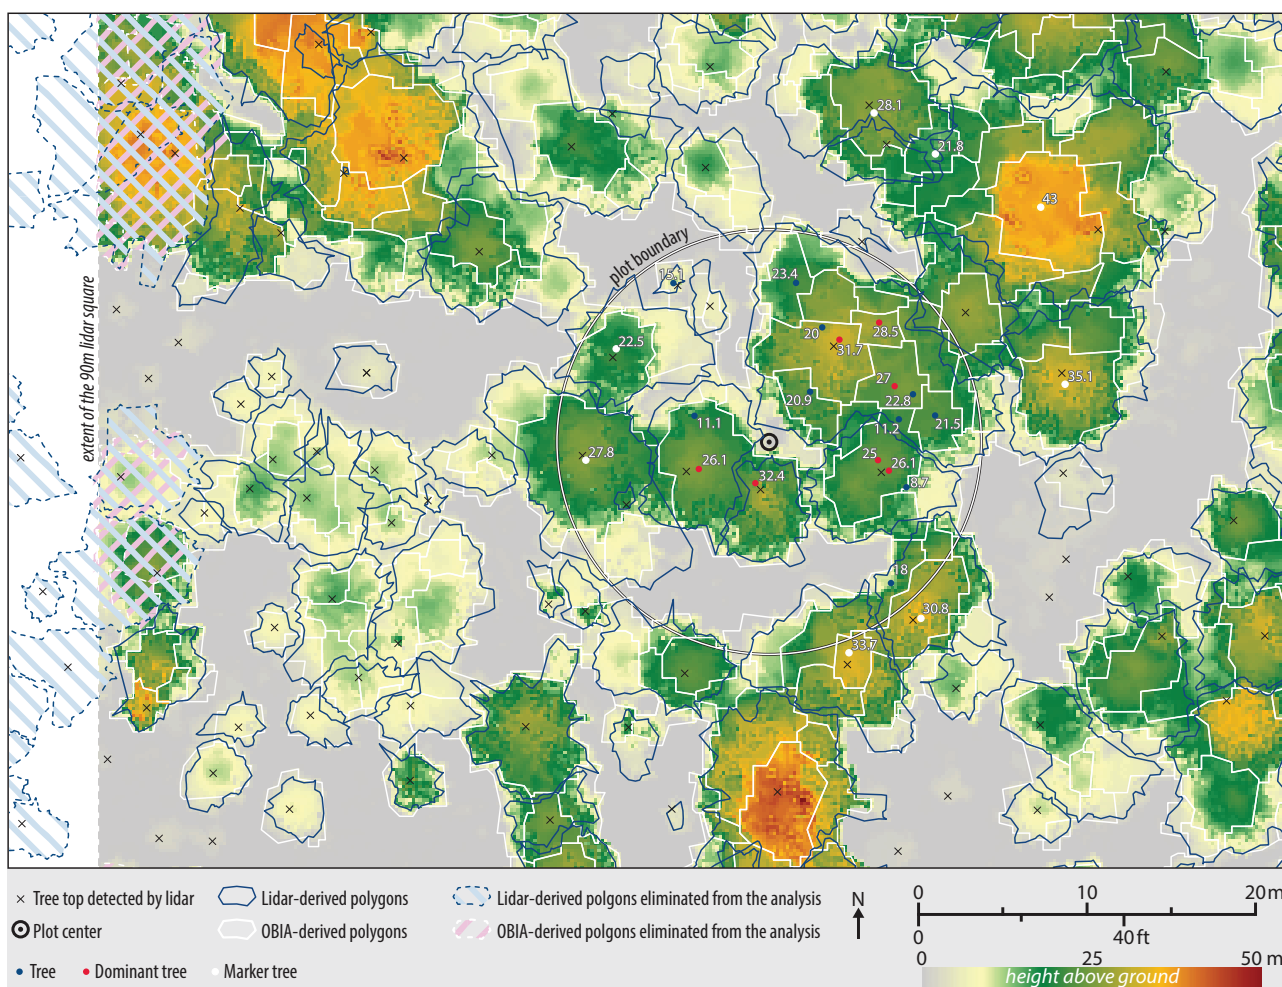 28.1
21.8
43
plot boundary
15.1
23.4
extent of the 90m lidar square
20
28.5
22.5
31.7
27
35.1
20.9
22.8
11.1
11.2
21.5
27.8
26.1
25
26.1
32.4
8.7
18
30.8
33.7
× Tree top detected by lidar
Lidar-derived polygons
Lidar-derived polgons eliminated from the analysis
N
0 10 20 m
Plot center
OBIA-derived polygons
OBIA-derived polgons eliminated from the analysis
0 40 ft
Tree
Dominant tree
Marker tree
0 25 50 m
height above ground